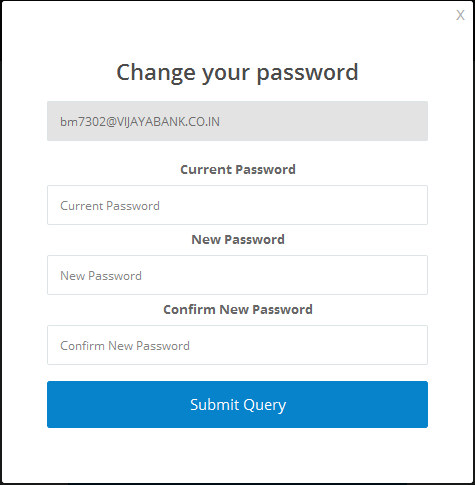 X
Change your password
bm7302@VIJAYABANK.CO.IN
Current Password
Current Password
New Password
New Password
Confirm New Password
Confirm New Password
Submit Query